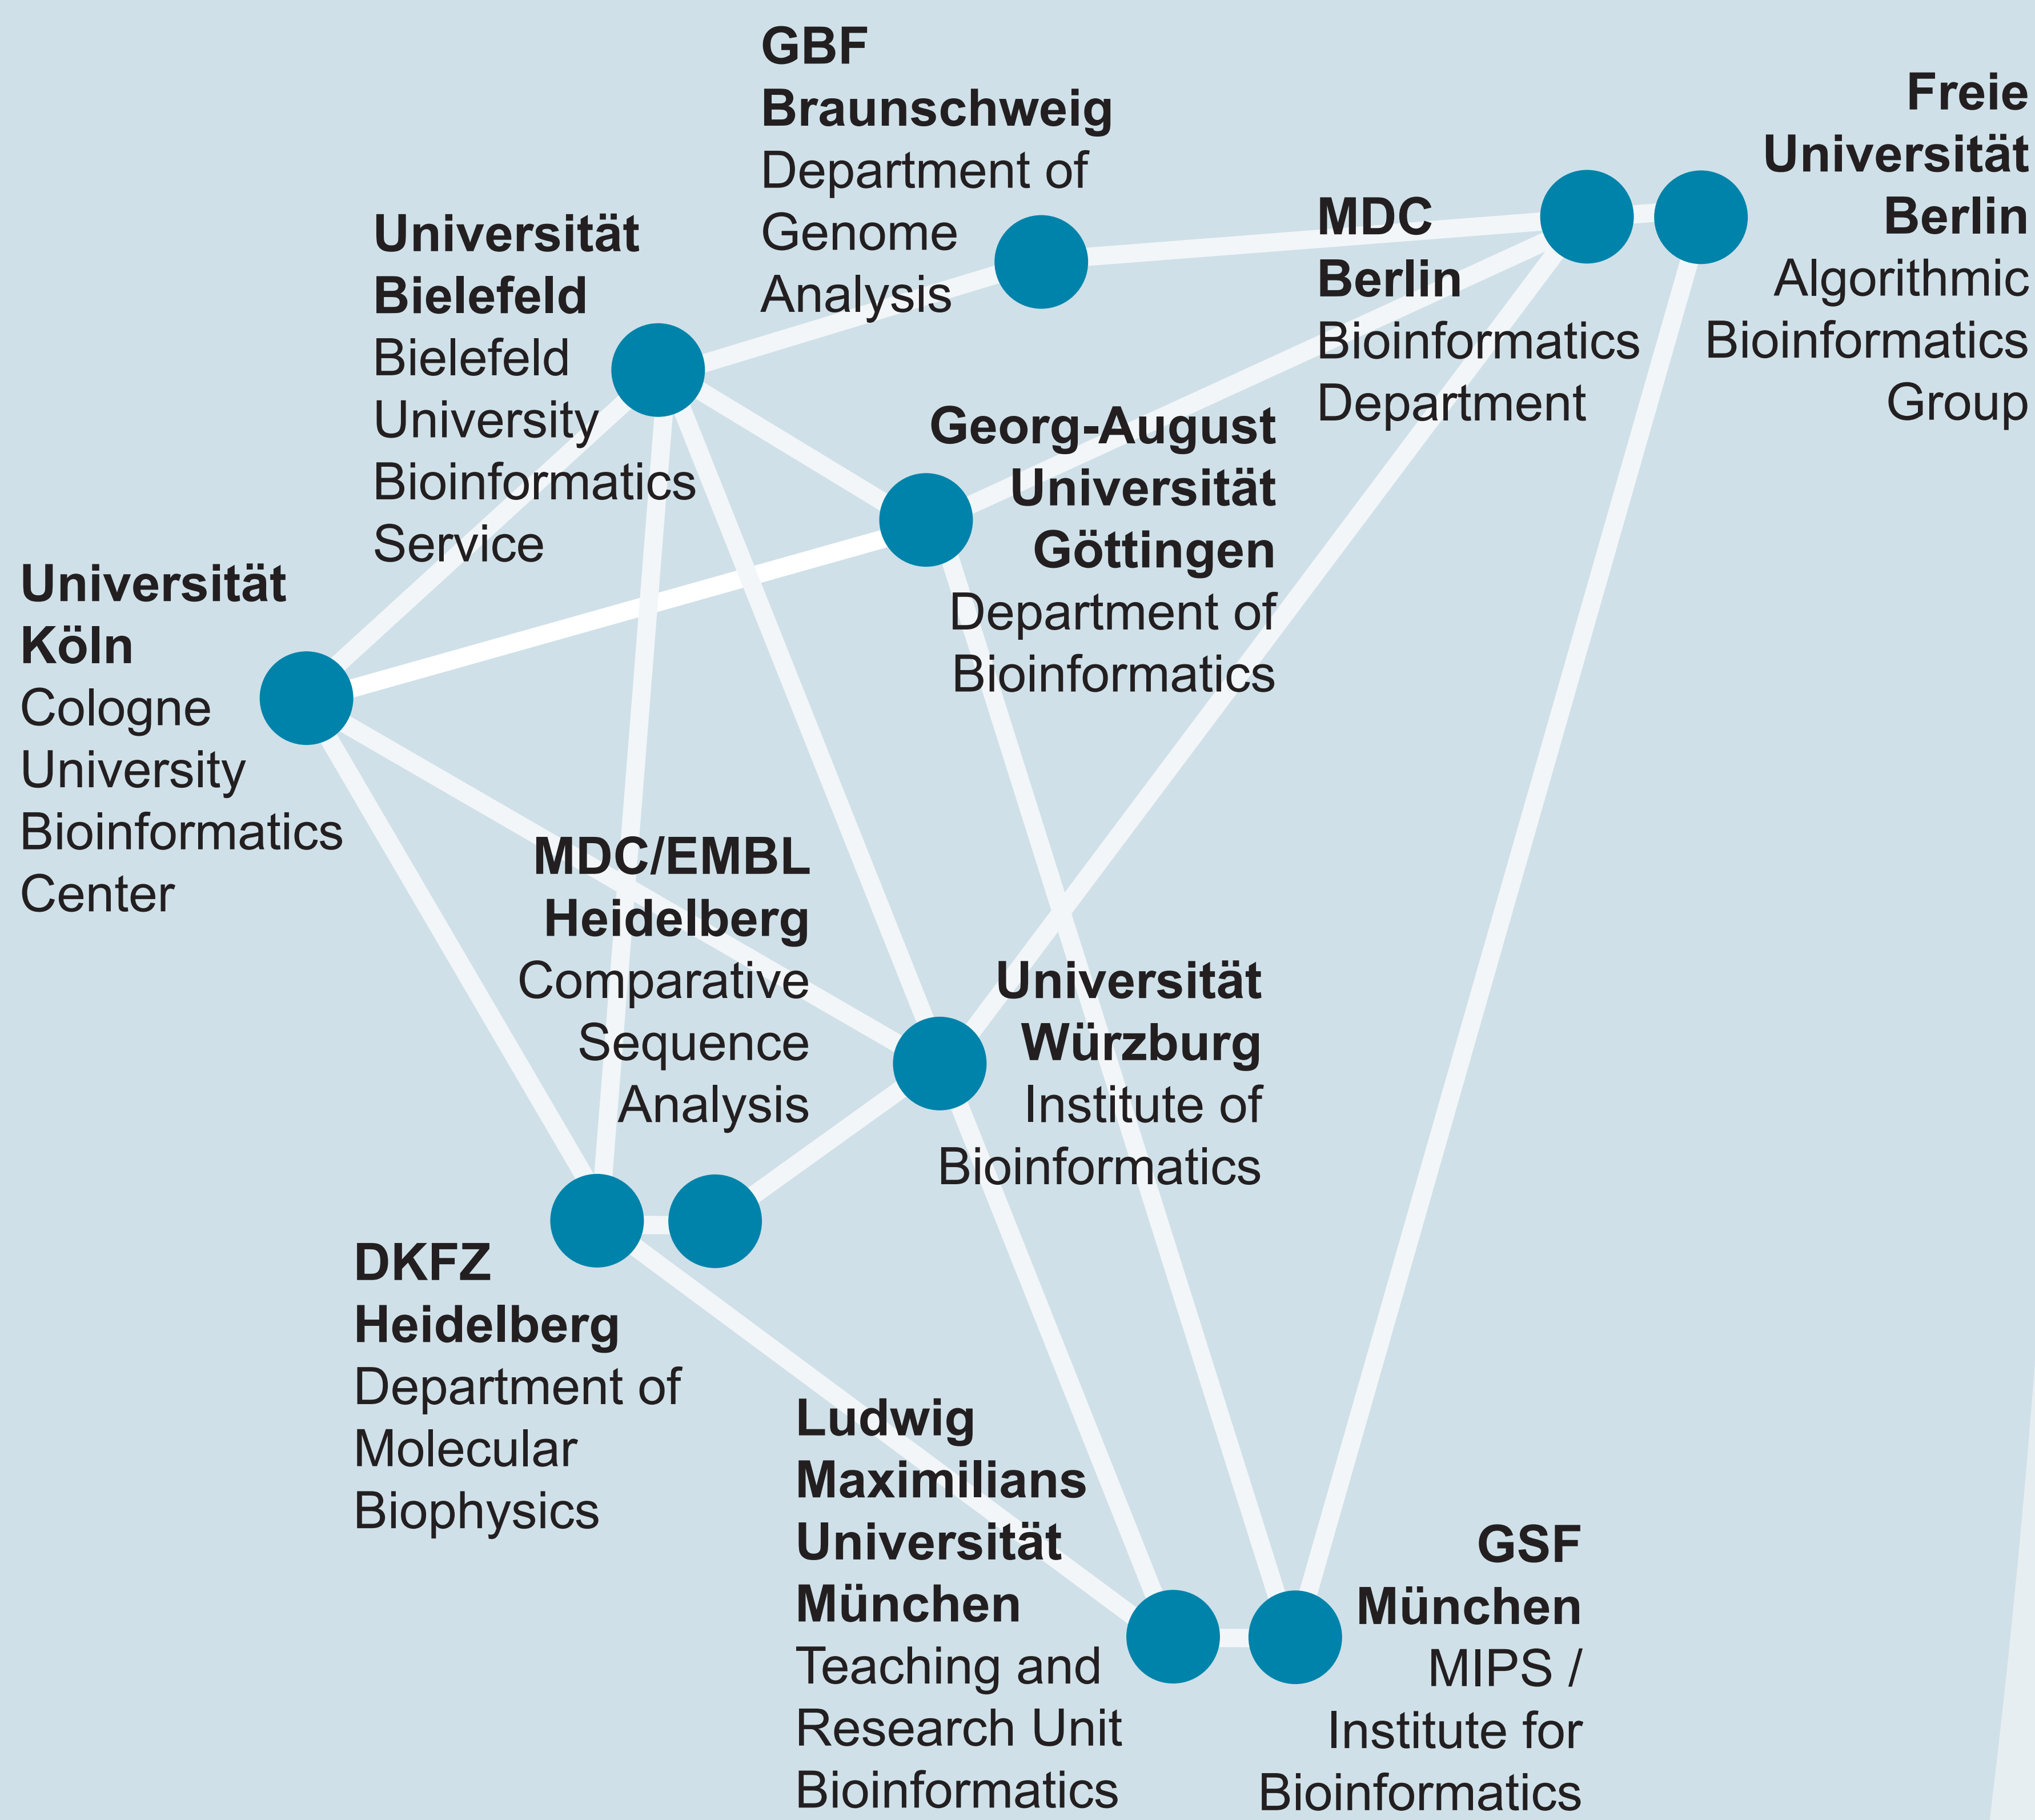 GBF
Braunschweig
Department of
Genome
Analysis
Freie
Universität
Berlin
Algorithmic
Bioinformatics
Group
MDC
Berlin
Bioinformatics
Department
Universität
Bielefeld
Bielefeld
University
Bioinformatics
Service
Georg-August
Universität
Göttingen
Department of
Bioinformatics
Universität
Köln
Cologne
University
Bioinformatics
Center
MDC/EMBL
Heidelberg
Comparative
Sequence
Analysis
Universität
Würzburg
Institute of
Bioinformatics
DKFZ
Heidelberg
Department of
Molecular
Biophysics
Ludwig
Maximilians
Universität
München
Teaching and
Research Unit
Bioinformatics
GSF
München
MIPS /
Institute for
Bioinformatics